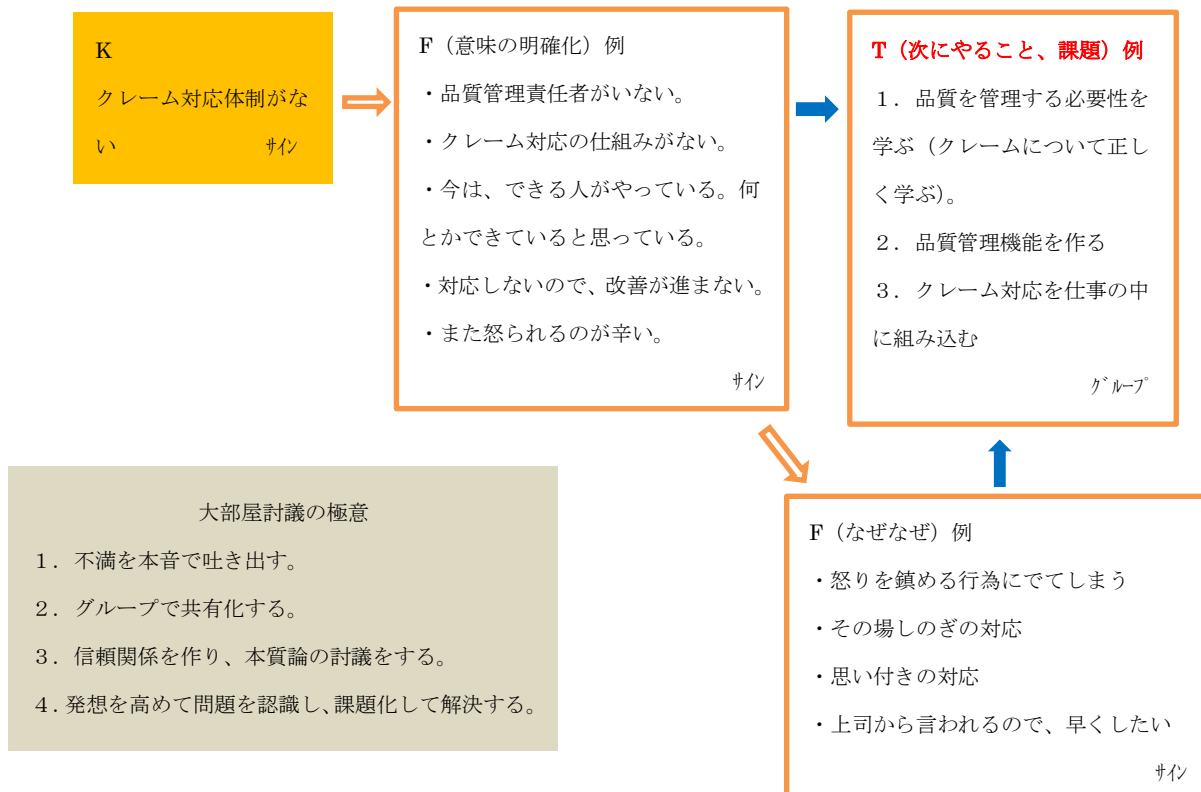 K
クレーム対応体制がな
い　　　　　ｻｲﾝ
F（意味の明確化）例
・品質管理責任者がいない。
・クレーム対応の仕組みがない。
・今は、できる人がやっている。何
とかできていると思っている。
・対応しないので、改善が進まない。
・また怒られるのが辛い。
ｻｲﾝ
T（次にやること、課題）例
１．品質を管理する必要性を
学ぶ（クレームについて正し
く学ぶ）。
２．品質管理機能を作る
３．クレーム対応を仕事の中
に組み込む
ｸﾞﾙｰﾌﾟ
大部屋討議の極意
１．不満を本音で吐き出す。
２．グループで共有化する。
３．信頼関係を作り、本質論の討議をする。
４.発想を高めて問題を認識し、課題化して解決する。
F（なぜなぜ）例
・怒りを鎮める行為にでてしまう
・その場しのぎの対応
・思い付きの対応
・上司から言われるので、早くしたい
ｻｲﾝ